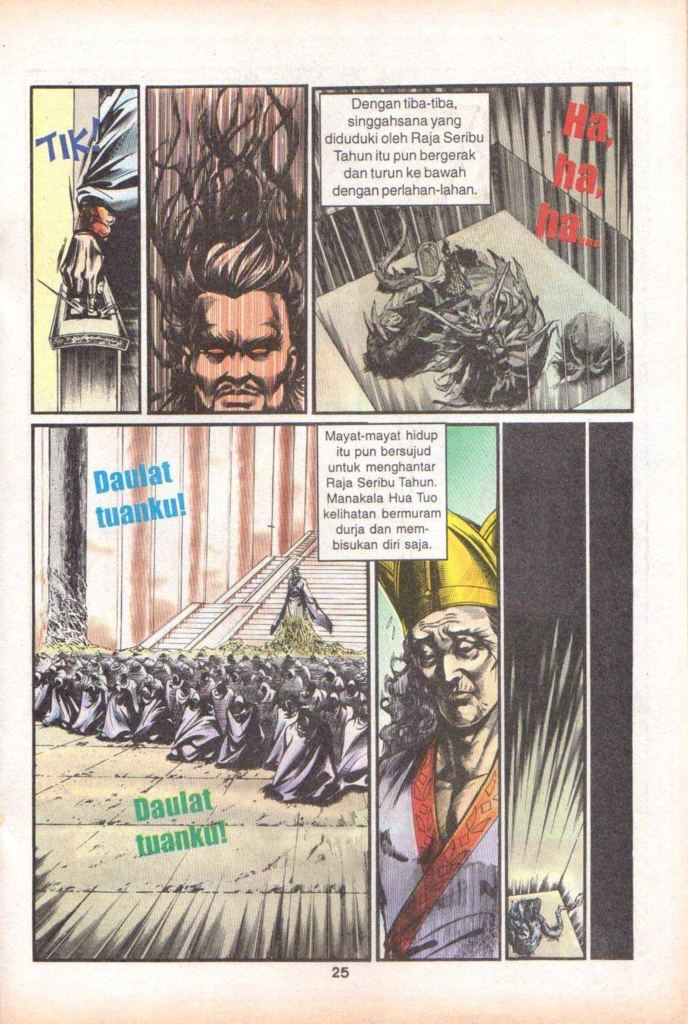 TIK!
Dengan tiba-tiba,
singgahsana yang
diduduki oleh Raja Seribu
Tahun itu pun bergerak
dan turun ke bawah
dengan perlahan-lahan.
Ha,
ha,
ha...
Daulat
tuanku!
Mayat-mayat hidup
itu pun bersujud
untuk menghantar
Raja Seribu Tahun.
Manakala Hua Tuo
kelihatan bermuram
durja dan mem-
bisukan diri saja.
Daulat
tuanku!
25